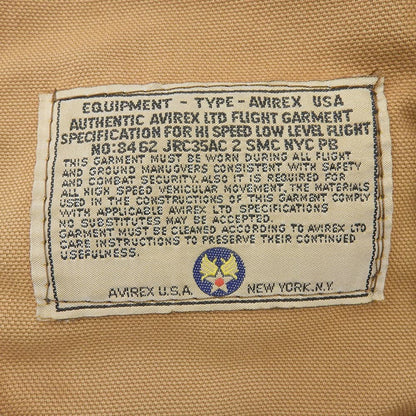 EQUIPMENT - TYPE - AVIREX USA
AUTHENTIC AVIREX LTD FLIGHT GARMENT
SPECIFICATION FOR HI SPEED LOW LEVEL FLIGHT
NO:8462 JRC35AC 2 SMC NYC PB
THIS GARMENT MUST BE WORN DURING ALL FLIGHT
AND GROUND MANUOVERS CONSISTENT WITH SAFETY
AND COMBAT SECURITY. ALSO IT IS REQUIRED FOR
ALL HIGH SPEED VEHICULAR MOVEMENT. THE MATERIALS
USED IN THE CONSTRUCTIONS OF THIS GARMENT COMPLY
WITH APPLICABLE AVIREX LTD SPECIFICATIONS
NO SUBSTITUTES MAY BE ACCEPTED.
GARMENT MUST BE CLEANED ACCORDING TO AVIREX LTD
CARE INSTRUCTIONS TO PRESERVE THEIR CONTINUED
USEFULNESS.
AVIREX U.S.A. NEW YORK. N.Y.